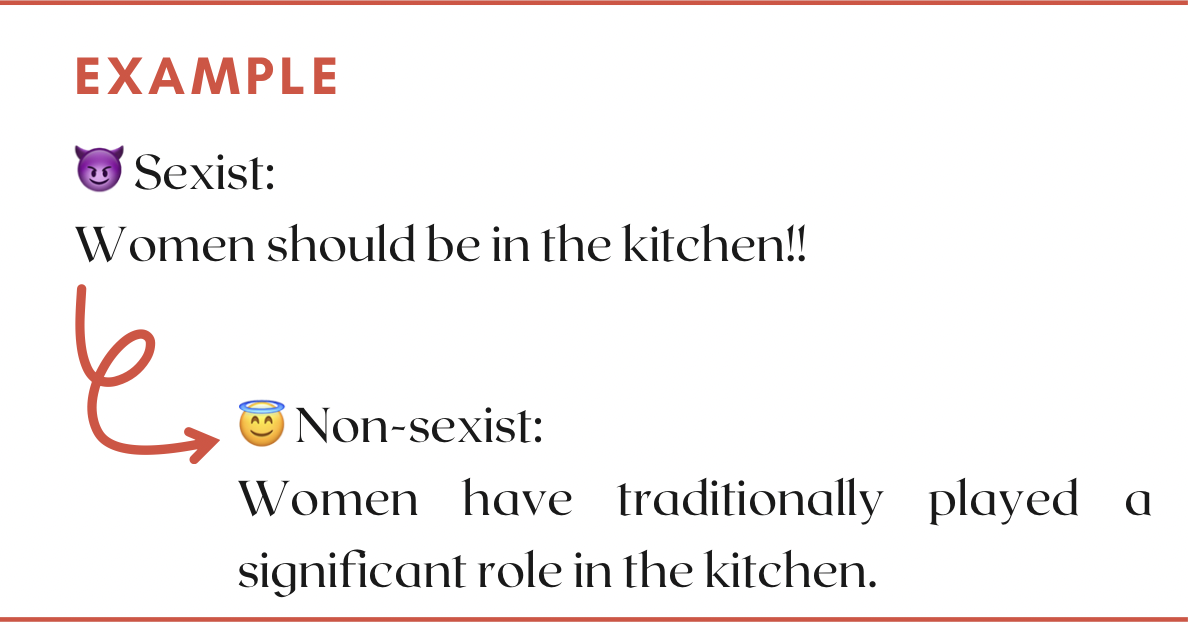 EXAMPLE
😈 Sexist:
Women should be in the kitchen!!
😇 Non-sexist:
Women have traditionally played a
significant role in the kitchen.